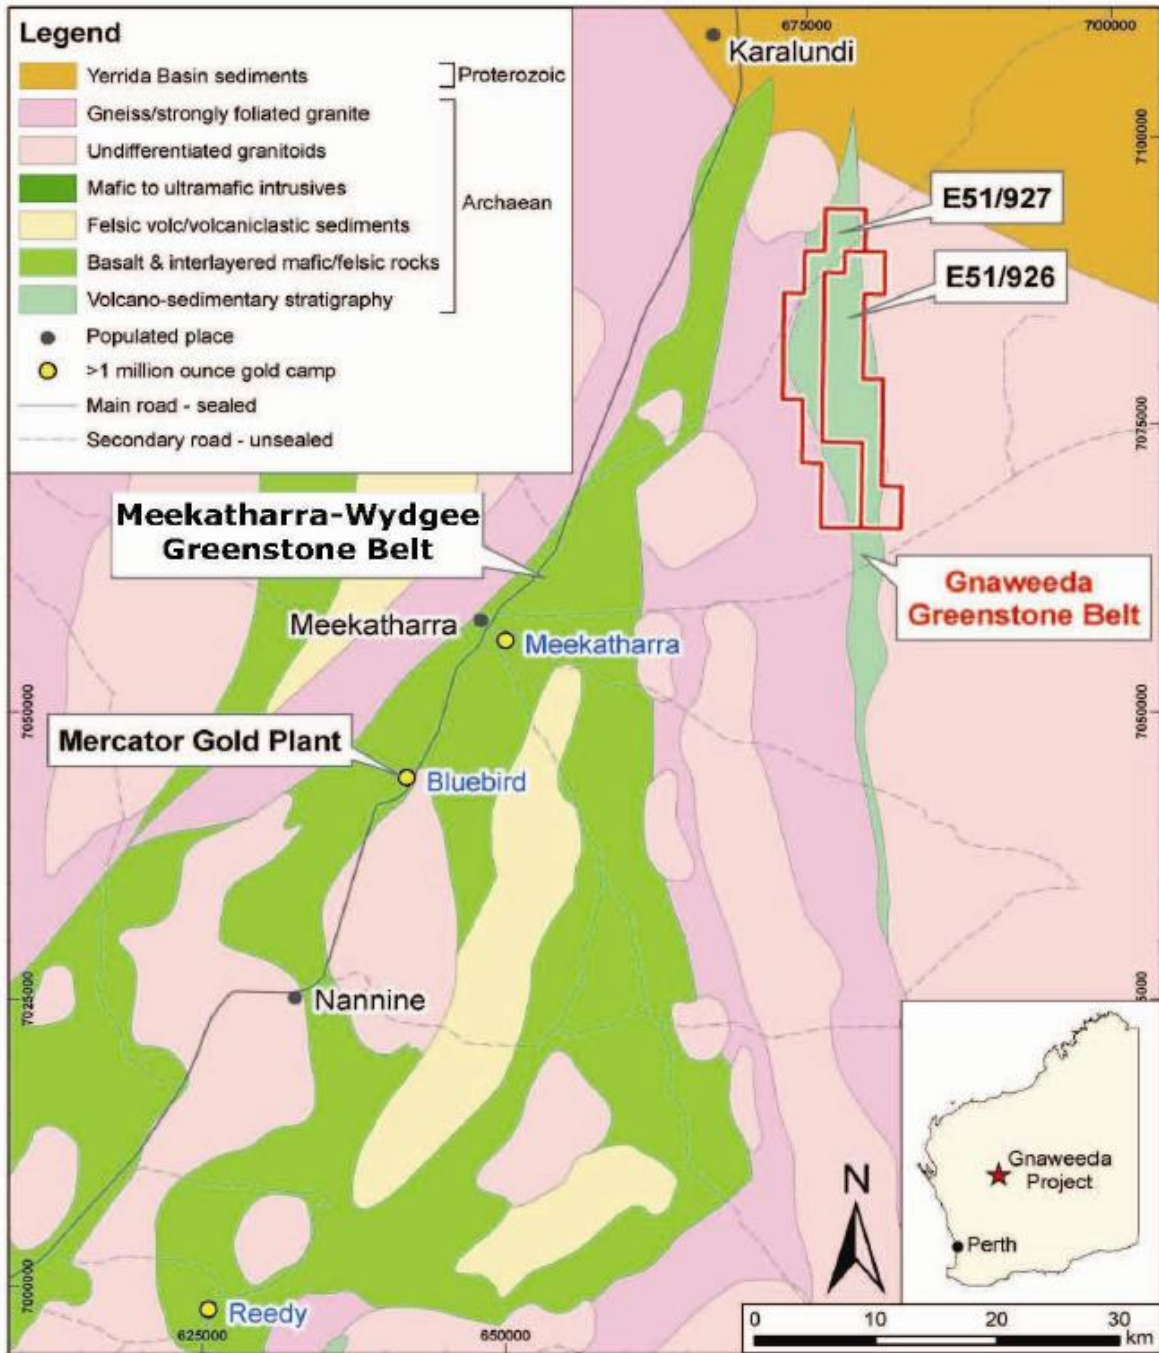 Legend
Yerrida Basin sediments
Proterozoic
Gneiss/strongly foliated granite
Undifferentiated granitoids
Mafic to ultramafic intrusives
Archaean
Felsic volc/volcaniclastic sediments
Basalt & interlayered mafic/felsic rocks
Volcano-sedimentary stratigraphy
Populated place
>1 million ounce gold camp
Main road - sealed
Secondary road - unsealed
675000
700000
Karalundi
7100000
E51/927
E51/926
7075000
Meekatharra-Wydgee
Greenstone Belt
Gnaweeda
Greenstone Belt
Meekatharra
Meekatharra
7050000
7050000
Mercator Gold Plant
Bluebird
7025000
5000
Nannine
Gnaweeda
Project
Perth
N
7000000
Reedy
625000
650000
0 10 20 30
km